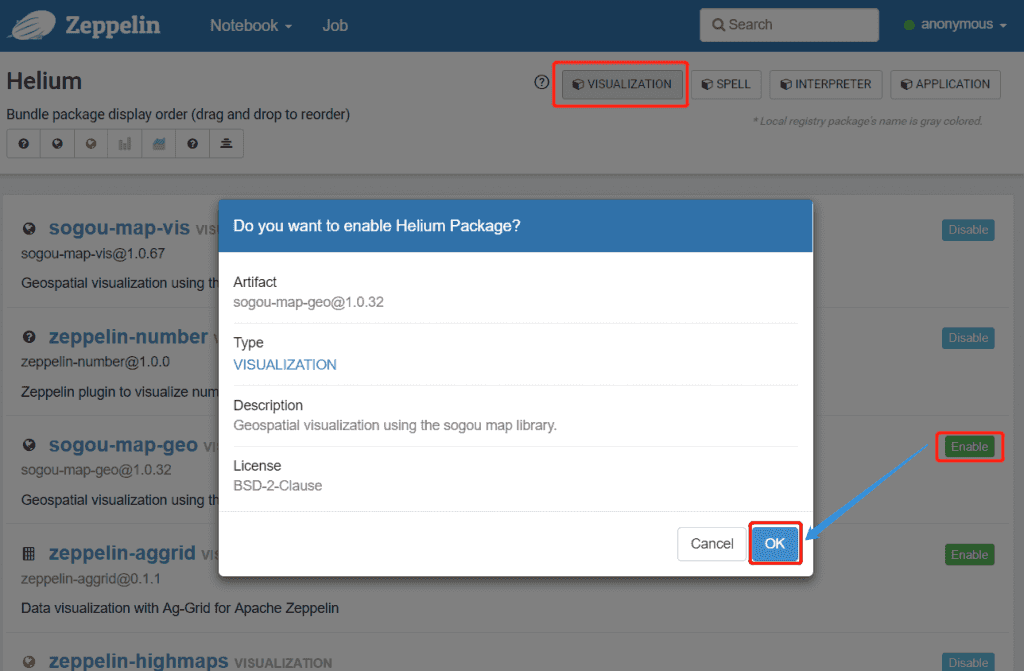 Zeppelin Notebook Job Search anonymous
Helium
VISUALIZATION SPELL INTERPRETER APPLICATION
Bundle package display order (drag and drop to reorder)
* Local registry package's name is gray colored.
sogou-map-vis VIS Disable
sogou-map-vis@1.0.67
Geospatial visualization using th
zeppelin-number Disable
zeppelin-number@1.0.0
Zeppelin plugin to visualize num
sogou-map-geo Enable
sogou-map-geo@1.0.32
Geospatial visualization using th
zeppelin-aggrid VIS Enable
zeppelin-aggrid@0.1.1
Data visualization with Ag-Grid for Apache Zeppelin
zeppelin-highmaps VISUALIZATION Disable
Do you want to enable Helium Package?
Artifact
sogou-map-geo@1.0.32
Type
VISUALIZATION
Description
Geospatial visualization using the sogou map library.
License
BSD-2-Clause
Cancel OK